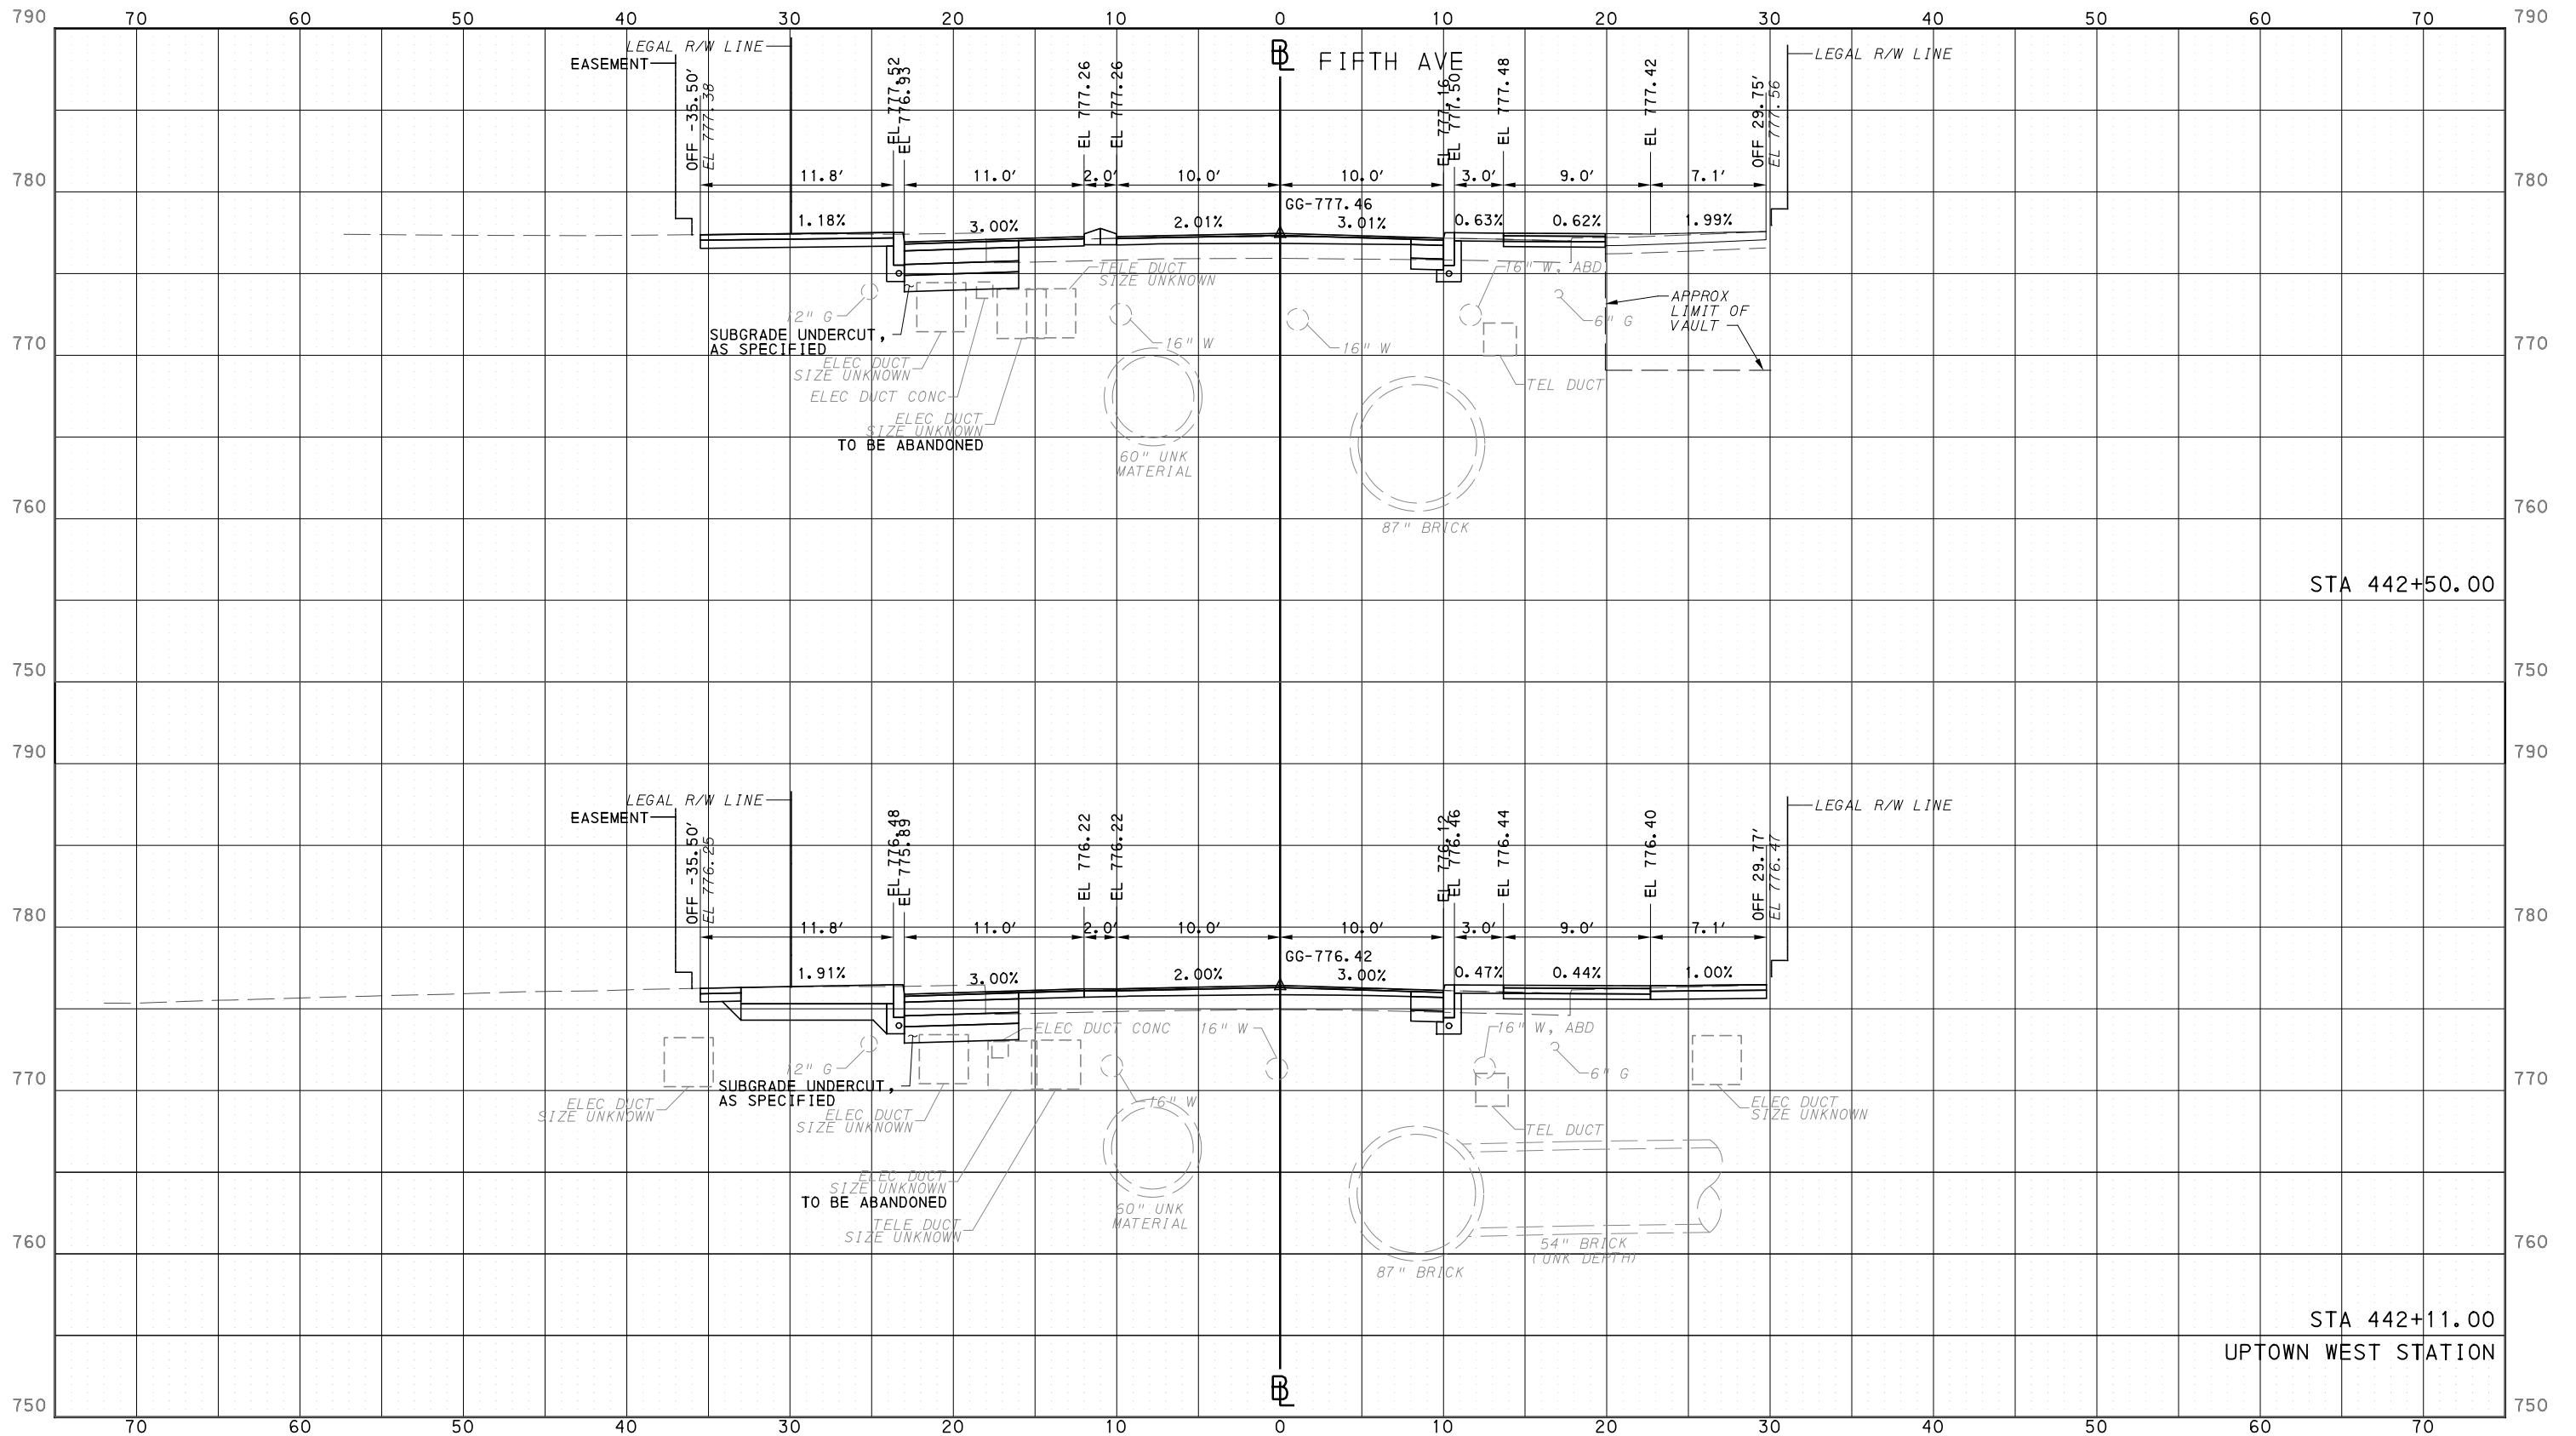 70 60 50 40 30 20 10 0 10 20 30 40 50 60 70
790 790
LEGAL R/W LINE
EASEMENT
BL FIFTH AVE
LEGAL R/W LINE
OFF -35.50'
EL 777.38
EL 777.52
EL 776.93
EL 777.26
EL 777.26
EL 777.16
EL 777.50
EL 777.48
EL 777.42
OFF 29.75'
EL 777.56
780 780
11.8' 11.0' 2.0' 10.0' 10.0' 3.0' 9.0' 7.1'
GG-777.46
1.18% 3.00% 2.01% 3.01% 0.63% 0.62% 1.99%
TELE DUCT
SIZE UNKNOWN
16" W, ABD
12" G
SUBGRADE UNDERCUT,
AS SPECIFIED
16" W
16" W
6" G
APPROX
LIMIT OF
VAULT
770 770
ELEC DUCT
SIZE UNKNOWN
ELEC DUCT CONC
TEL DUCT
ELEC DUCT
SIZE UNKNOWN
TO BE ABANDONED
60" UNK
MATERIAL
87" BRICK
760 760
STA 442+50.00
750 750
790 790
LEGAL R/W LINE
EASEMENT
LEGAL R/W LINE
OFF -35.50'
EL 776.25
EL 776.48
EL 775.89
EL 776.22
EL 776.22
EL 776.12
EL 776.46
EL 776.44
EL 776.40
OFF 29.77'
EL 776.47
780 780
11.8' 11.0' 2.0' 10.0' 10.0' 3.0' 9.0' 7.1'
GG-776.42
1.91% 3.00% 2.00% 3.00% 0.47% 0.44% 1.00%
ELEC DUCT CONC
16" W
16" W, ABD
12" G
6" G
SUBGRADE UNDERCUT,
AS SPECIFIED
770 770
ELEC DUCT
SIZE UNKNOWN
ELEC DUCT
SIZE UNKNOWN
16" W
TEL DUCT
ELEC DUCT
SIZE UNKNOWN
ELEC DUCT
SIZE UNKNOWN
TO BE ABANDONED
TELE DUCT
SIZE UNKNOWN
60" UNK
MATERIAL
87" BRICK
54" BRICK
(UNK DEPTH)
760 760
STA 442+11.00
UPTOWN WEST STATION
BL
750 750
70 60 50 40 30 20 10 0 10 20 30 40 50 60 70